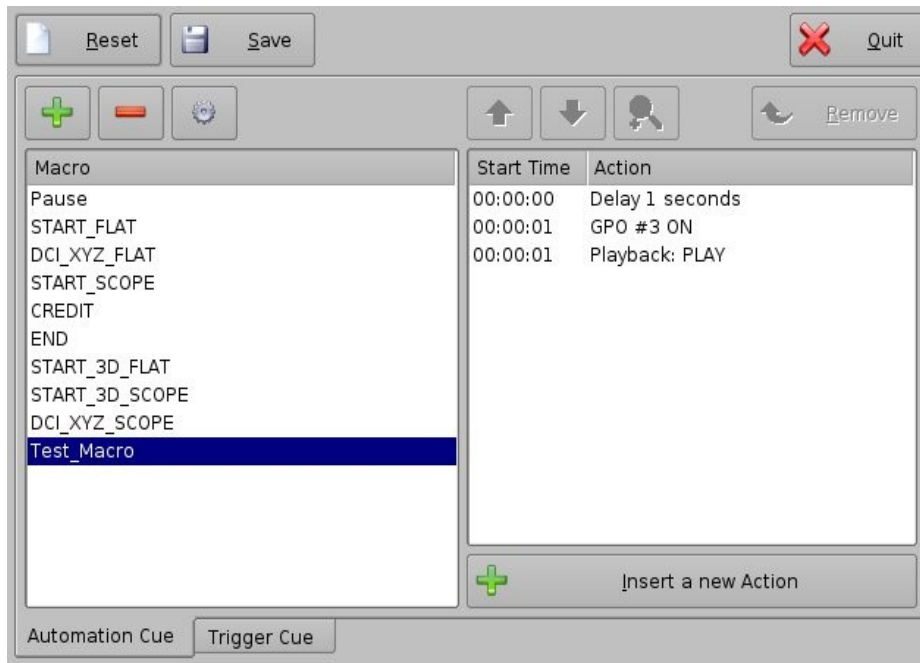 Reset Save Quit
Remove
Macro
Pause
START_FLAT
DCI_XYZ_FLAT
START_SCOPE
CREDIT
END
START_3D_FLAT
START_3D_SCOPE
DCI_XYZ_SCOPE
Test_Macro
Start Time Action
00:00:00 Delay 1 seconds
00:00:01 GPO #3 ON
00:00:01 Playback: PLAY
Insert a new Action
Automation Cue Trigger Cue